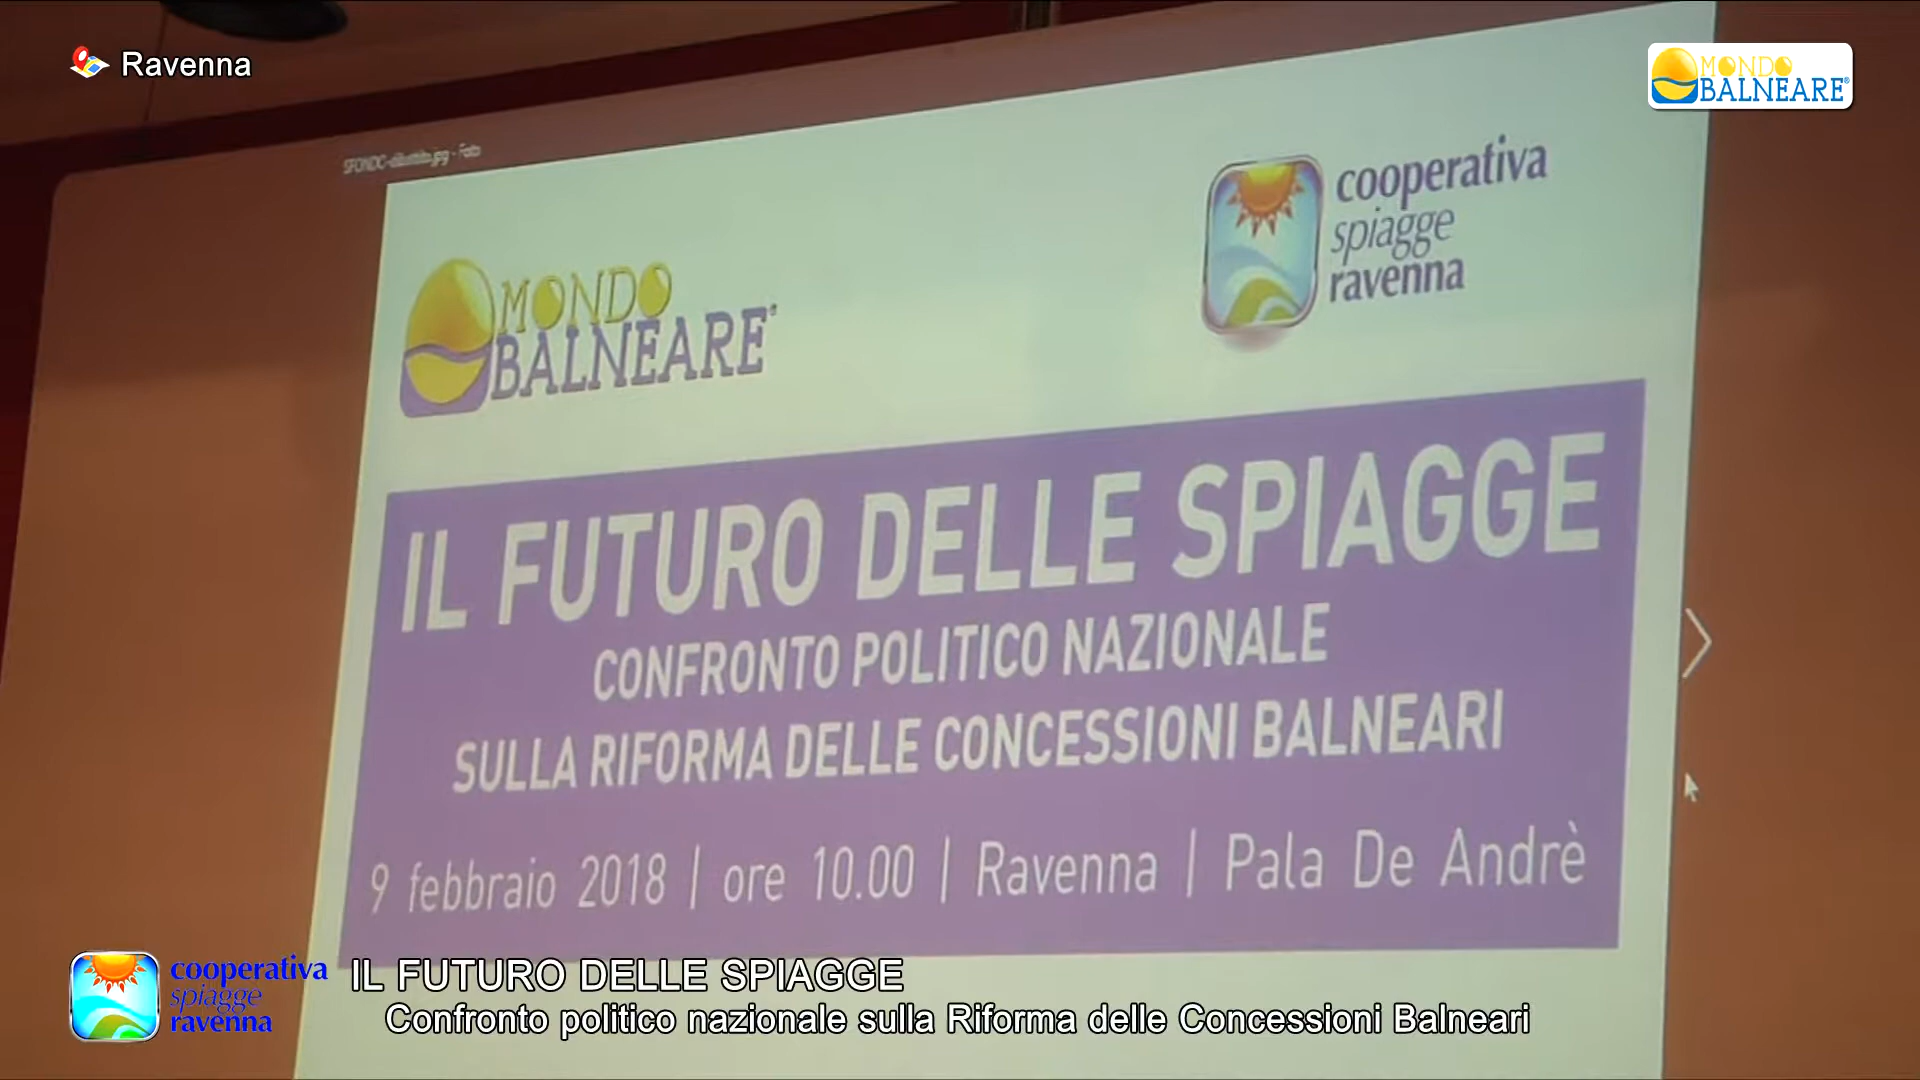 Ravenna
MONDO
BALNEARE®
cooperativa
spiagge
ravenna
MONDO
BALNEARE®
IL FUTURO DELLE SPIAGGE
CONFRONTO POLITICO NAZIONALE
SULLA RIFORMA DELLE CONCESSIONI BALNEARI
9 febbraio 2018 | ore 10.00 | Ravenna | Pala De Andrè
cooperativa
spiagge
ravenna
IL FUTURO DELLE SPIAGGE
Confronto politico nazionale sulla Riforma delle Concessioni Balneari